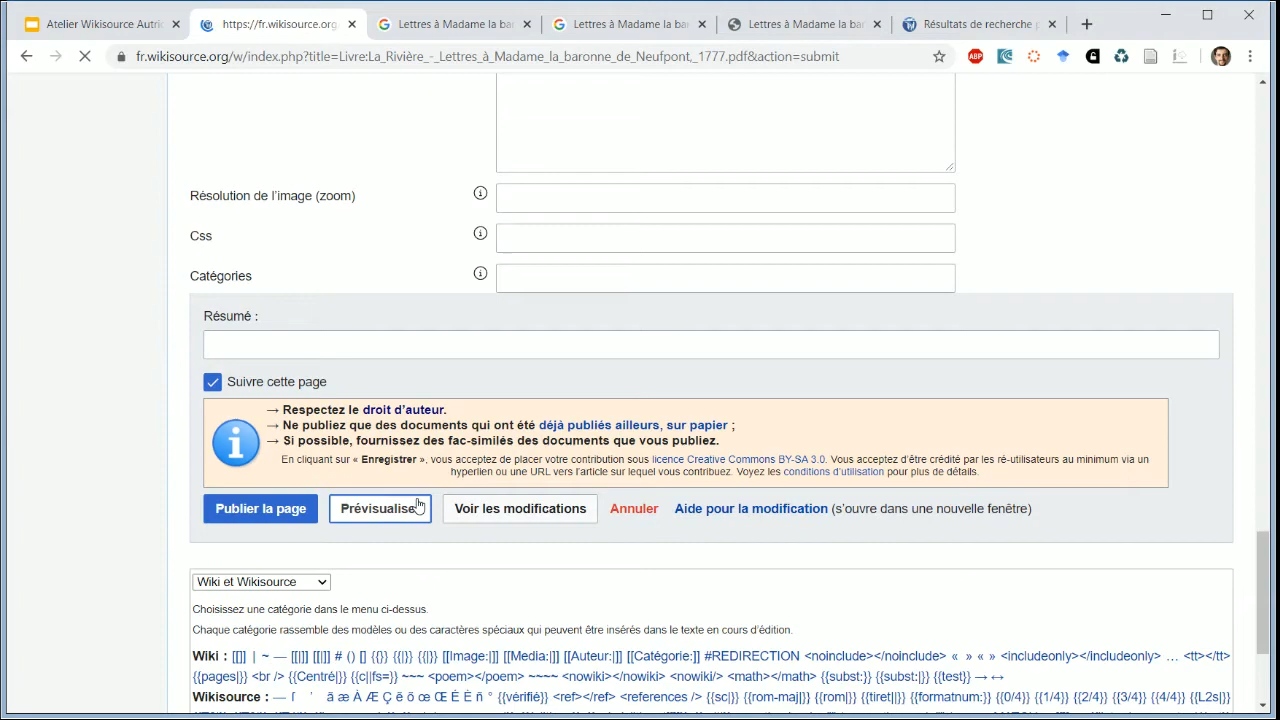 Atelier Wikisource Autric
https://fr.wikisource.org
Lettres à Madame la bar
Lettres à Madame la bar
Lettres à Madame la bar
Résultats de recherche p
fr.wikisource.org/w/index.php?title=Livre:La_Rivière_-_Lettres_à_Madame_la_baronne_de_Neufpont,_1777.pdf&action=submit
ABP
Résolution de l’image (zoom)
Css
Catégories
Résumé :
Suivre cette page
→ Respectez le droit d’auteur.
→ Ne publiez que des documents qui ont été déjà publiés ailleurs, sur papier ;
→ Si possible, fournissez des fac-similés des documents que vous publiez.
En cliquant sur « Enregistrer », vous acceptez de placer votre contribution sous licence Creative Commons BY-SA 3.0. Vous acceptez d’être crédité par les ré-utilisateurs au minimum via un
hyperlien ou une URL vers l’article sur lequel vous contribuez. Voyez les conditions d’utilisation pour plus de détails.
Publier la page Prévisualiser Voir les modifications Annuler Aide pour la modification (s’ouvre dans une nouvelle fenêtre)
Wiki et Wikisource
Choisissez une catégorie dans le menu ci-dessus.
Chaque catégorie rassemble des modèles ou des caractères spéciaux qui peuvent être insérés dans le texte en cours d’édition.
Wiki : [[]] | ~ — [[|]] [[|]] # () [] {{}} {{|}} {{|}} [[Image:|]] [[Media:|]] [[Auteur:|]] [[Catégorie:]] #REDIRECTION <noinclude></noinclude> « » « » <includeonly></includeonly> … <tt></tt>
{{pages|}} <br /> {{Centré|}} {{c||fs=}} ~~~ <poem></poem> ~~~~ <nowiki></nowiki> <nowiki/> <math></math> {{subst:}} {{subst:|}} {{test}} → ↔
Wikisource : — [ ’ ã æ À Æ Ç ẽ õ œ Œ É È ñ ° {{vérifié}} <ref></ref> <references /> {{sc|}} {{rom-maj|}} {{rom|}} {{tiret|}} {{formatnum:}} {{0/4}} {{1/4}} {{2/4}} {{3/4}} {{4/4}} {{L2s|}}